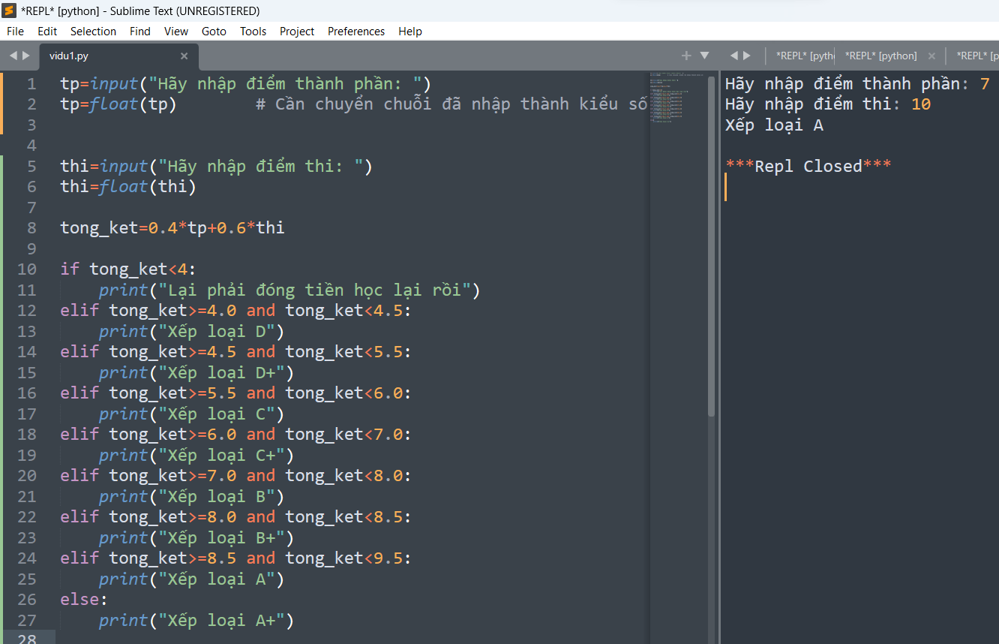 *REPL* [python] - Sublime Text (UNREGISTERED)
File Edit Selection Find View Goto Tools Project Preferences Help
vidu1.py
*REPL* [pyth *REPL* [python] *REPL* [p
1 tp=input("Hãy nhập điểm thành phần: ")
2 tp=float(tp) # Cần chuyển chuỗi đã nhập thành kiểu số
3
4
5 thi=input("Hãy nhập điểm thi: ")
6 thi=float(thi)
7
8 tong_ket=0.4*tp+0.6*thi
9
10 if tong_ket<4:
11 print("Lại phải đóng tiền học lại rồi")
12 elif tong_ket>=4.0 and tong_ket<4.5:
13 print("Xếp loại D")
14 elif tong_ket>=4.5 and tong_ket<5.5:
15 print("Xếp loại D+")
16 elif tong_ket>=5.5 and tong_ket<6.0:
17 print("Xếp loại C")
18 elif tong_ket>=6.0 and tong_ket<7.0:
19 print("Xếp loại C+")
20 elif tong_ket>=7.0 and tong_ket<8.0:
21 print("Xếp loại B")
22 elif tong_ket>=8.0 and tong_ket<8.5:
23 print("Xếp loại B+")
24 elif tong_ket>=8.5 and tong_ket<9.5:
25 print("Xếp loại A")
26 else:
27 print("Xếp loại A+")
28
Hãy nhập điểm thành phần: 7
Hãy nhập điểm thi: 10
Xếp loại A
***Repl Closed***